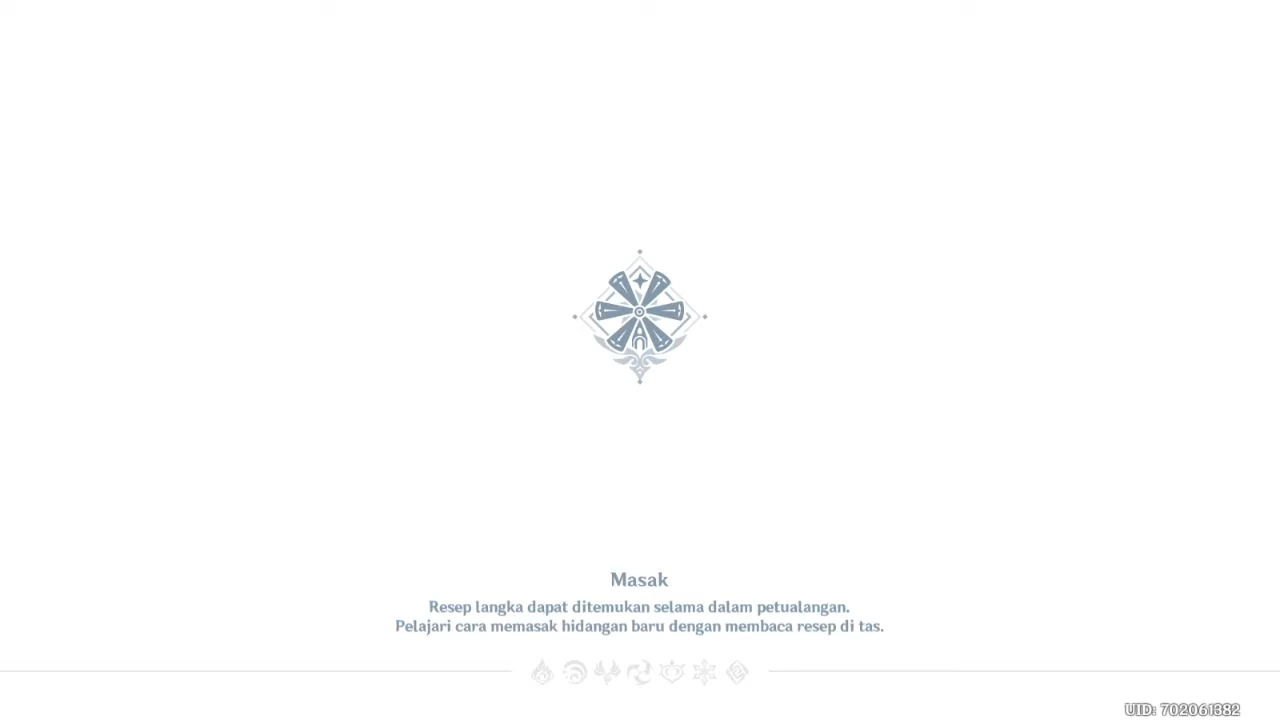 Masak
Resep langka dapat ditemukan selama dalam petualangan.
Pelajari cara memasak hidangan baru dengan membaca resep di tas.
UID: 702061382